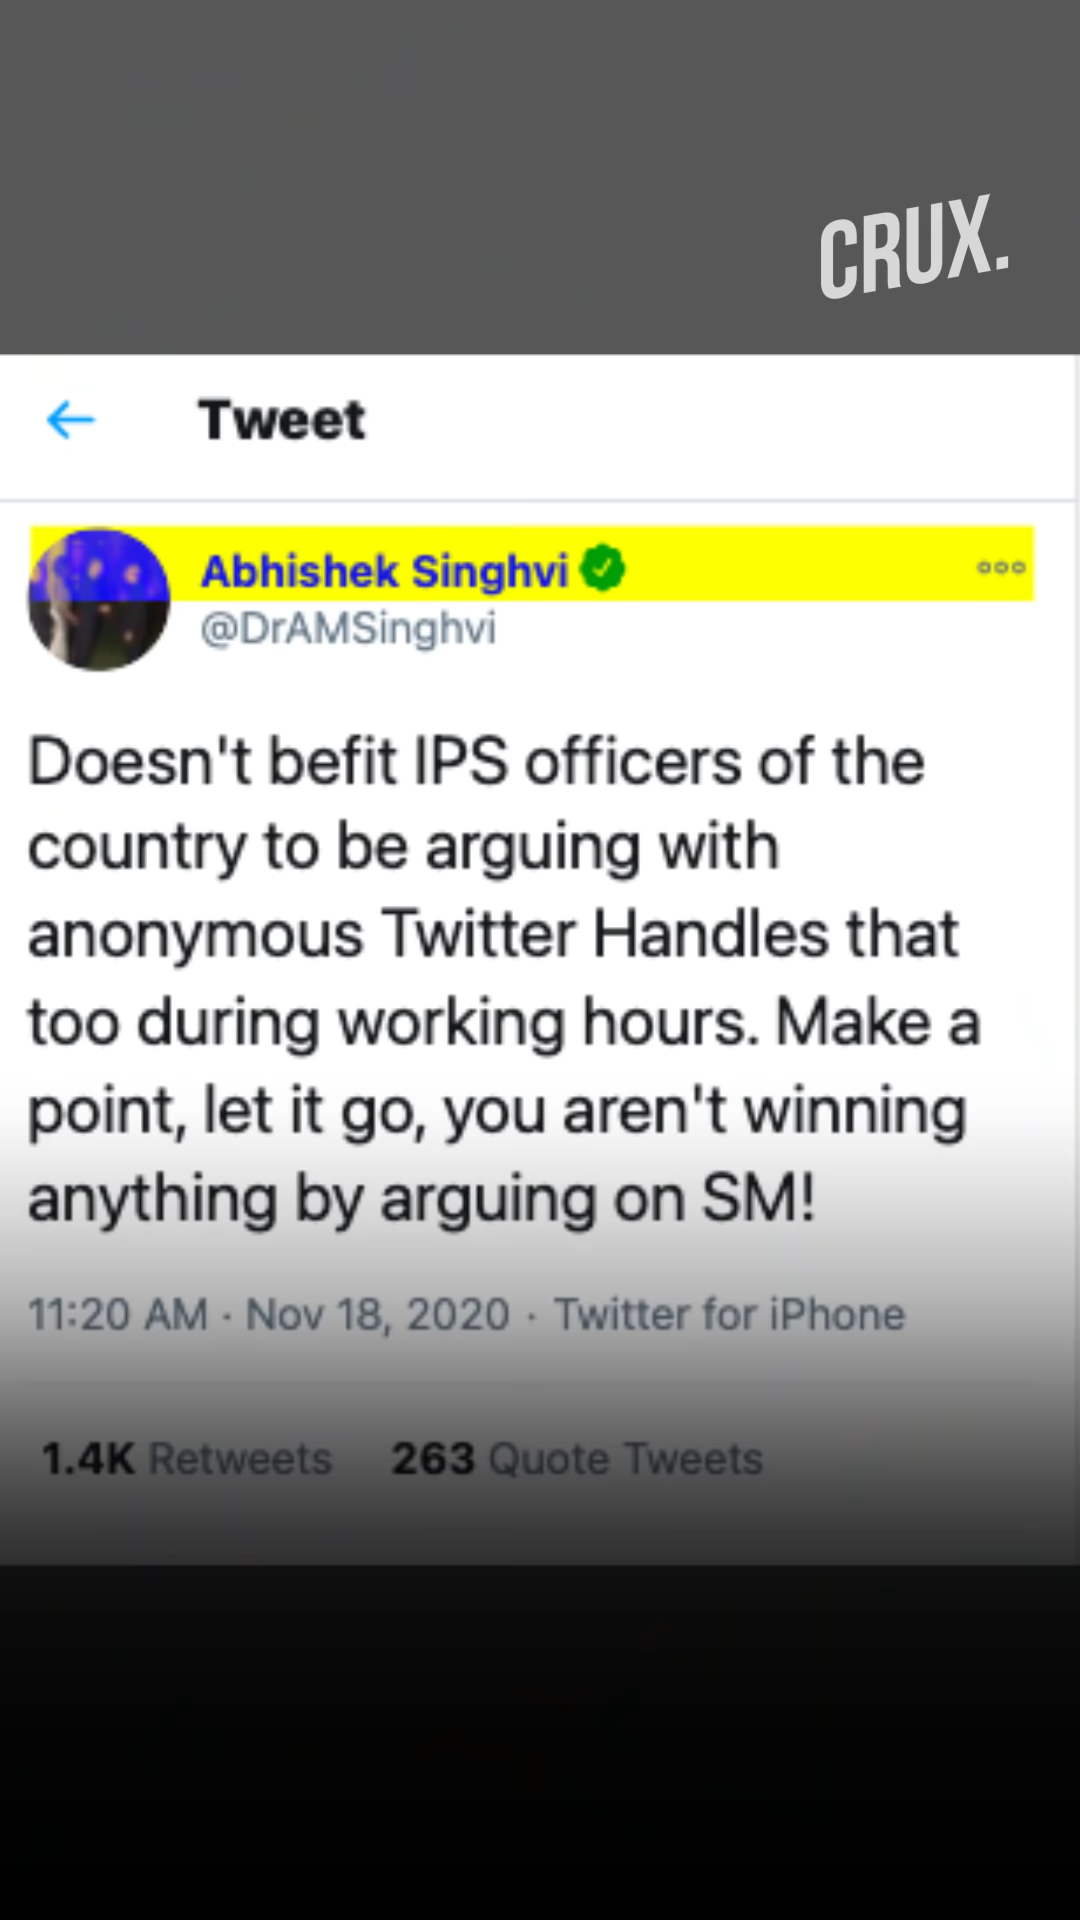 CRUX.
Tweet
Abhishek Singhvi
@DrAMSinghvi
Doesn't befit IPS officers of the
country to be arguing with
anonymous Twitter Handles that
too during working hours. Make a
point, let it go, you aren't winning
anything by arguing on SM!
11:20 AM · Nov 18, 2020 · Twitter for iPhone
1.4K Retweets 263 Quote Tweets